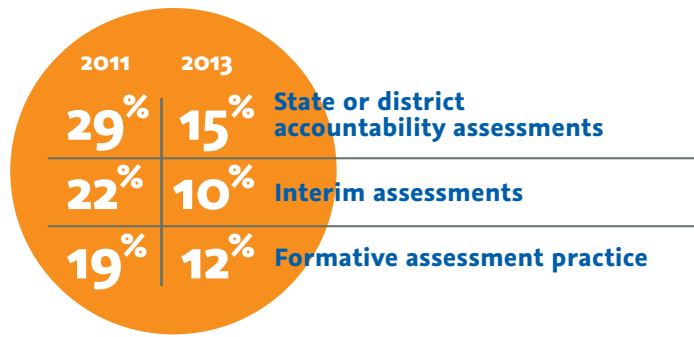 2011 2013
29% 15% State or district
accountability assessments
22% 10% Interim assessments
19% 12% Formative assessment practice